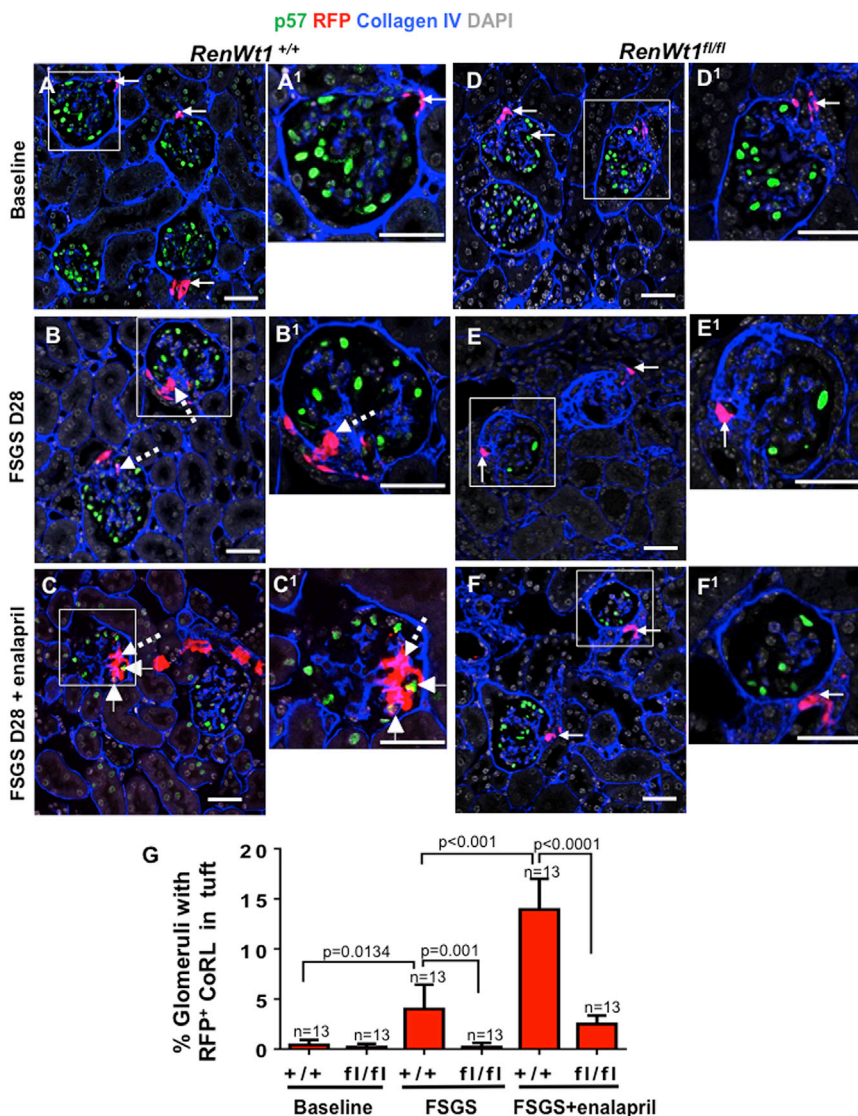 p57 RFP Collagen IV DAPI
RenWt1 +/+ RenWt1 fl/fl
A A1 D D1
Baseline
B B1 E E1
FSGS D28
C C1 F F1
FSGS D28 + enalapril
G
% Glomeruli with
RFP+ CoRL in tuft
20
15
10
5
0
p<0.001 p<0.0001
n=13 n=13
p=0.0134 p=0.001
n=13 n=13
n=13 n=13
+/+ fl/fl +/+ fl/fl +/+ fl/fl
Baseline FSGS FSGS+enalapril